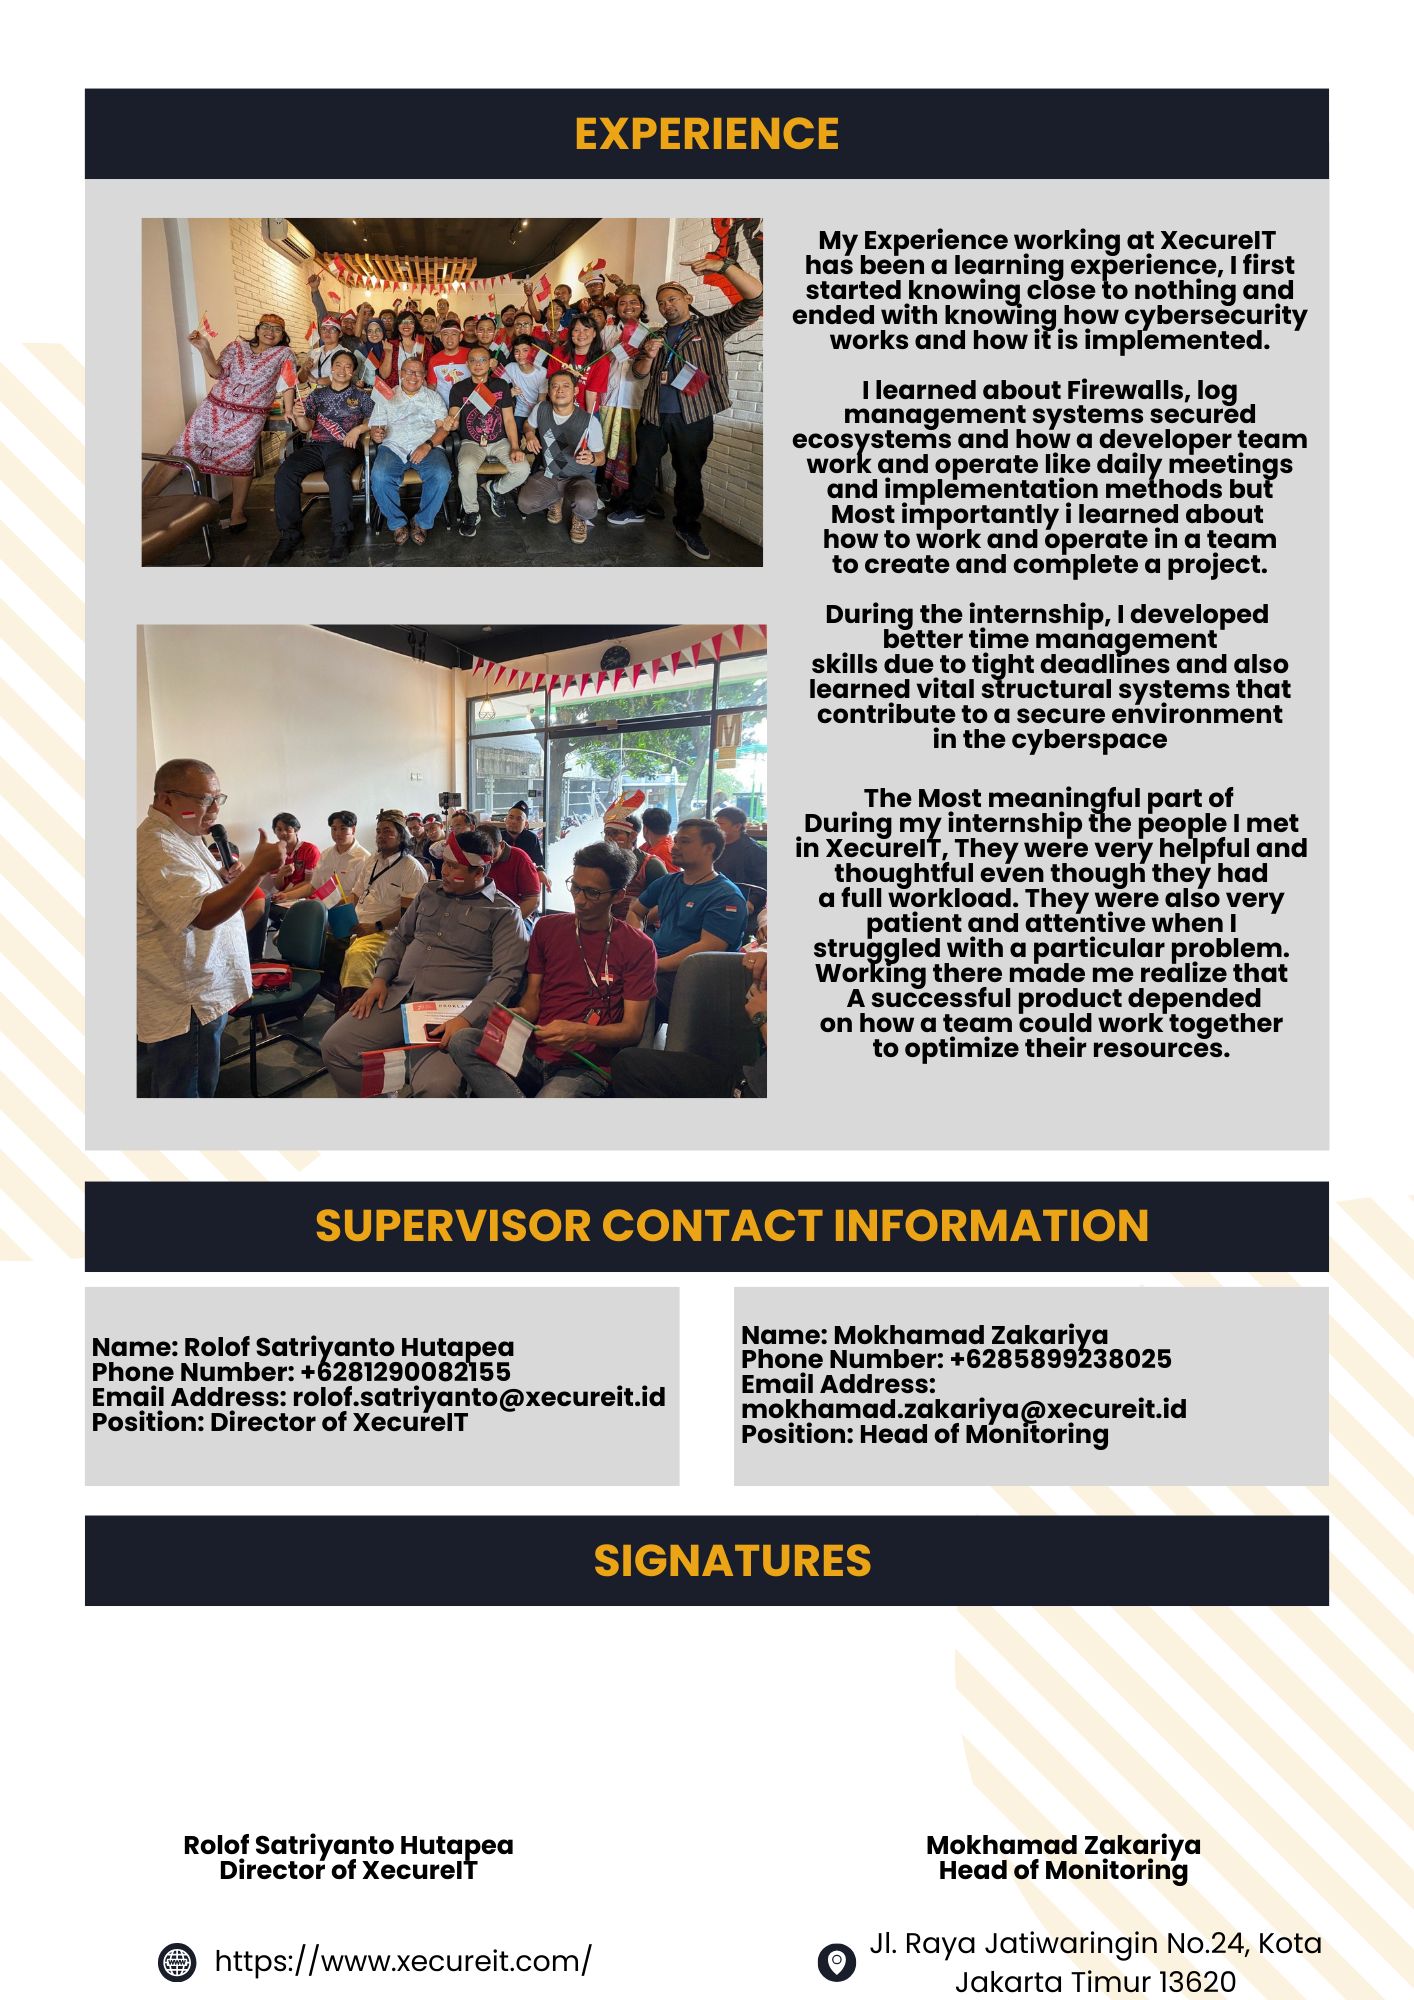 EXPERIENCE
My Experience working at XecureIT
has been a learning experience, I first
started knowing close to nothing and
ended with knowing how cybersecurity
works and how it is implemented.
I learned about Firewalls, log
management systems secured
ecosystems and how a developer team
work and operate like daily meetings
and implementation methods but
Most importantly i learned about
how to work and operate in a team
to create and complete a project.
During the internship, I developed
better time management
skills due to tight deadlines and also
learned vital structural systems that
contribute to a secure environment
in the cyberspace
The Most meaningful part of
During my internship the people I met
in XecureIT, They were very helpful and
thoughtful even though they had
a full workload. They were also very
patient and attentive when I
struggled with a particular problem.
Working there made me realize that
A successful product depended
on how a team could work together
to optimize their resources.
SUPERVISOR CONTACT INFORMATION
Name: Rolof Satriyanto Hutapea
Phone Number: +6281290082155
Email Address: rolof.satriyanto@xecureit.id
Position: Director of XecureIT
Name: Mokhamad Zakariya
Phone Number: +6285899238025
Email Address:
mokhamad.zakariya@xecureit.id
Position: Head of Monitoring
SIGNATURES
Rolof Satriyanto Hutapea
Director of XecureIT
Mokhamad Zakariya
Head of Monitoring
https://www.xecureit.com/
Jl. Raya Jatiwaringin No.24, Kota
Jakarta Timur 13620